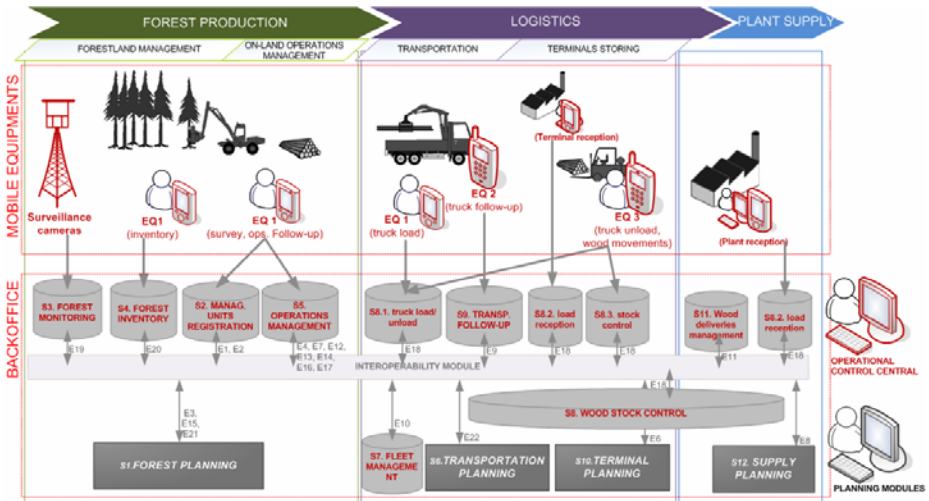 FOREST PRODUCTION
LOGISTICS
PLANT SUPPLY
FORESTLAND MANAGEMENT
ON-LAND OPERATIONS
MANAGEMENT
TRANSPORTATION
TERMINALS STORING
MOBILE EQUIPMENTS
Surveillance
cameras
EQ1
(inventory)
EQ 1
(survey, ops. Follow-up)
EQ 1
(truck load)
EQ 2
(truck follow-up)
(Terminal reception)
EQ 3
(truck unload,
wood movements)
(Plant reception)
BACKOFFICE
S3. FOREST
MONITORING
S4. FOREST
INVENTORY
S2. MANAG.
UNITS
REGISTRATION
S5.
OPERATIONS
MANAGEMENT
S8.1. truck load/
unload
S9. TRANSP.
FOLLOW-UP
S8.2. load
reception
S8.3. stock
control
S11. Wood
deliveries
management
S8.2. load
reception
E19
E20
E1, E2
E4, E7, E12,
E13, E14,
E16, E17
E18
E9
E18
E18
E11
E18
INTEROPERABILITY MODULE
OPERATIONAL
CONTROL CENTRAL
E3,
E15,
E21
E10
E22
E18
S8. WOOD STOCK CONTROL
E6
E8
S1.FOREST PLANNING
S7. FLEET
MANAGEME
NT
S6.TRANSPORTATION
PLANNING
S10.TERMINAL
PLANNING
S12. SUPPLY
PLANNING
PLANNING MODULES